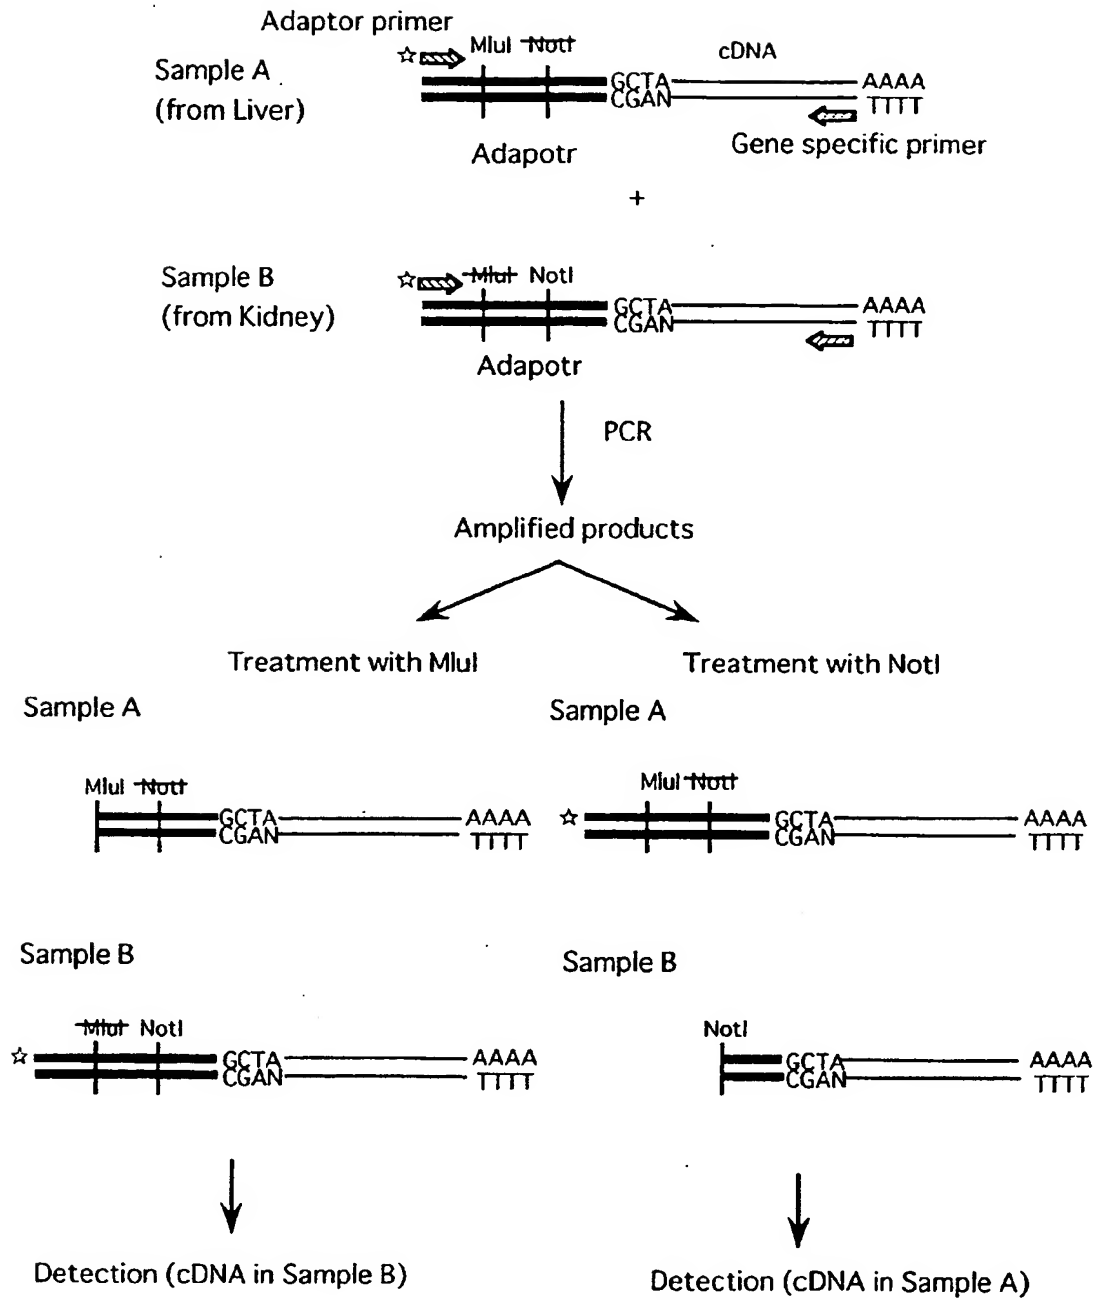 Adaptor primer
MluI NotI
cDNA
Sample A
(from Liver)
GCTA AAAA
CGAN TTTT
Adapotr
Gene specific primer
+
Sample B
(from Kidney)
MluI NotI
GCTA AAAA
CGAN TTTT
Adapotr
PCR
Amplified products
Treatment with MluI
Treatment with NotI
Sample A
Sample A
MluI NotI
MluI NotI
GCTA AAAA
CGAN TTTT
GCTA AAAA
CGAN TTTT
Sample B
Sample B
MluI NotI
NotI
GCTA AAAA
CGAN TTTT
GCTA AAAA
CGAN TTTT
Detection (cDNA in Sample B)
Detection (cDNA in Sample A)